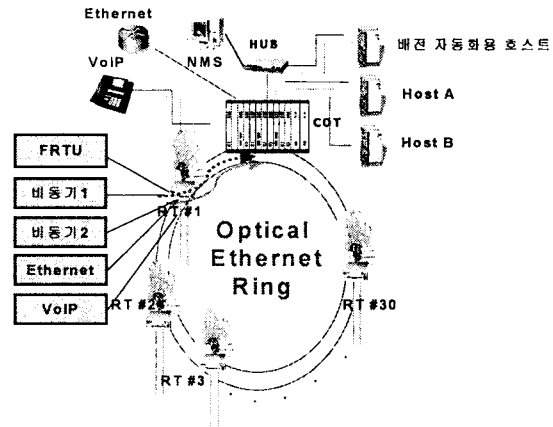 Ethernet
VoIP
NMS
HUB
배전 자동화용 호스트
Host A
Host B
COT
FRTU
비동기1
비동기2
Ethernet
VoIP
RT #1
RT #2
RT #3
RT #30
Optical
Ethernet
Ring